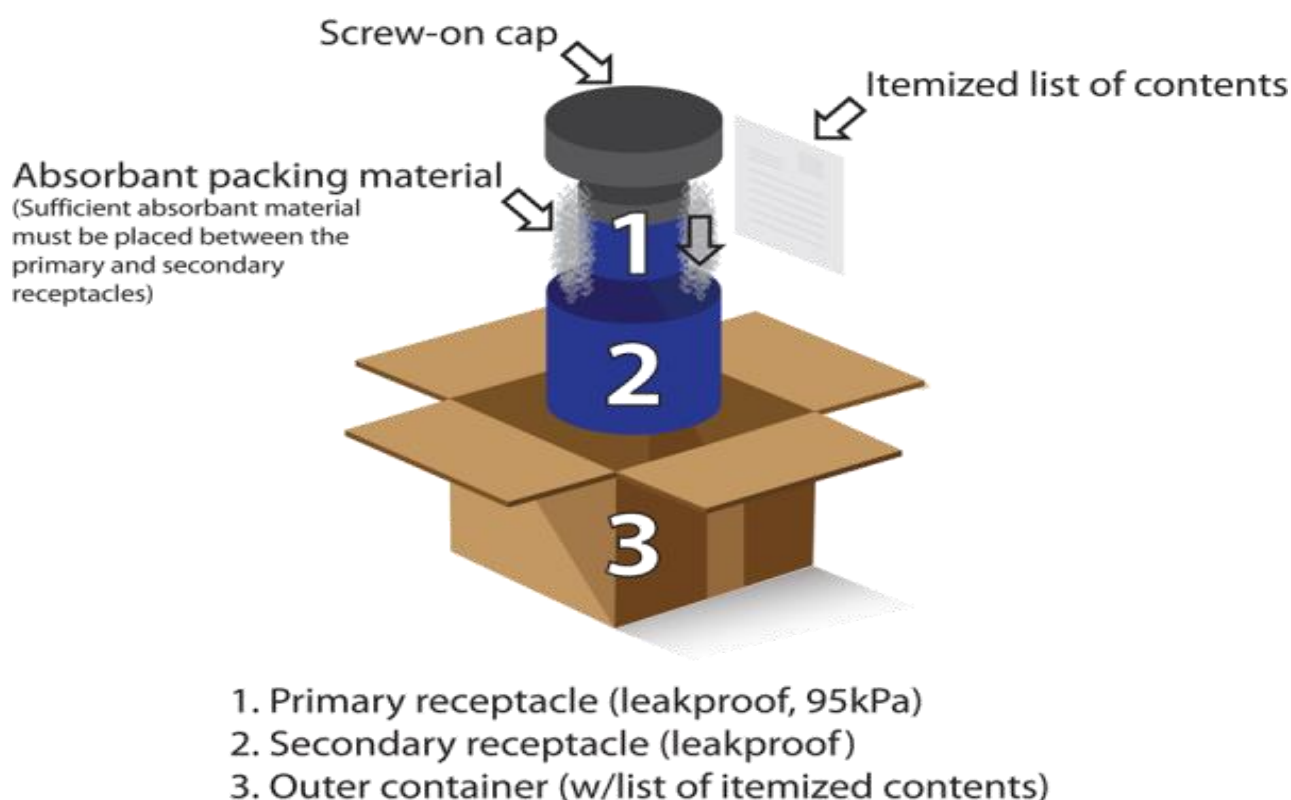 Screw-on cap
Itemized list of contents
Absorbant packing material
(Sufficient absorbant material
must be placed between the
primary and secondary
receptacles)
1
2
3
1. Primary receptacle (leakproof, 95kPa)
2. Secondary receptacle (leakproof)
3. Outer container (w/list of itemized contents)